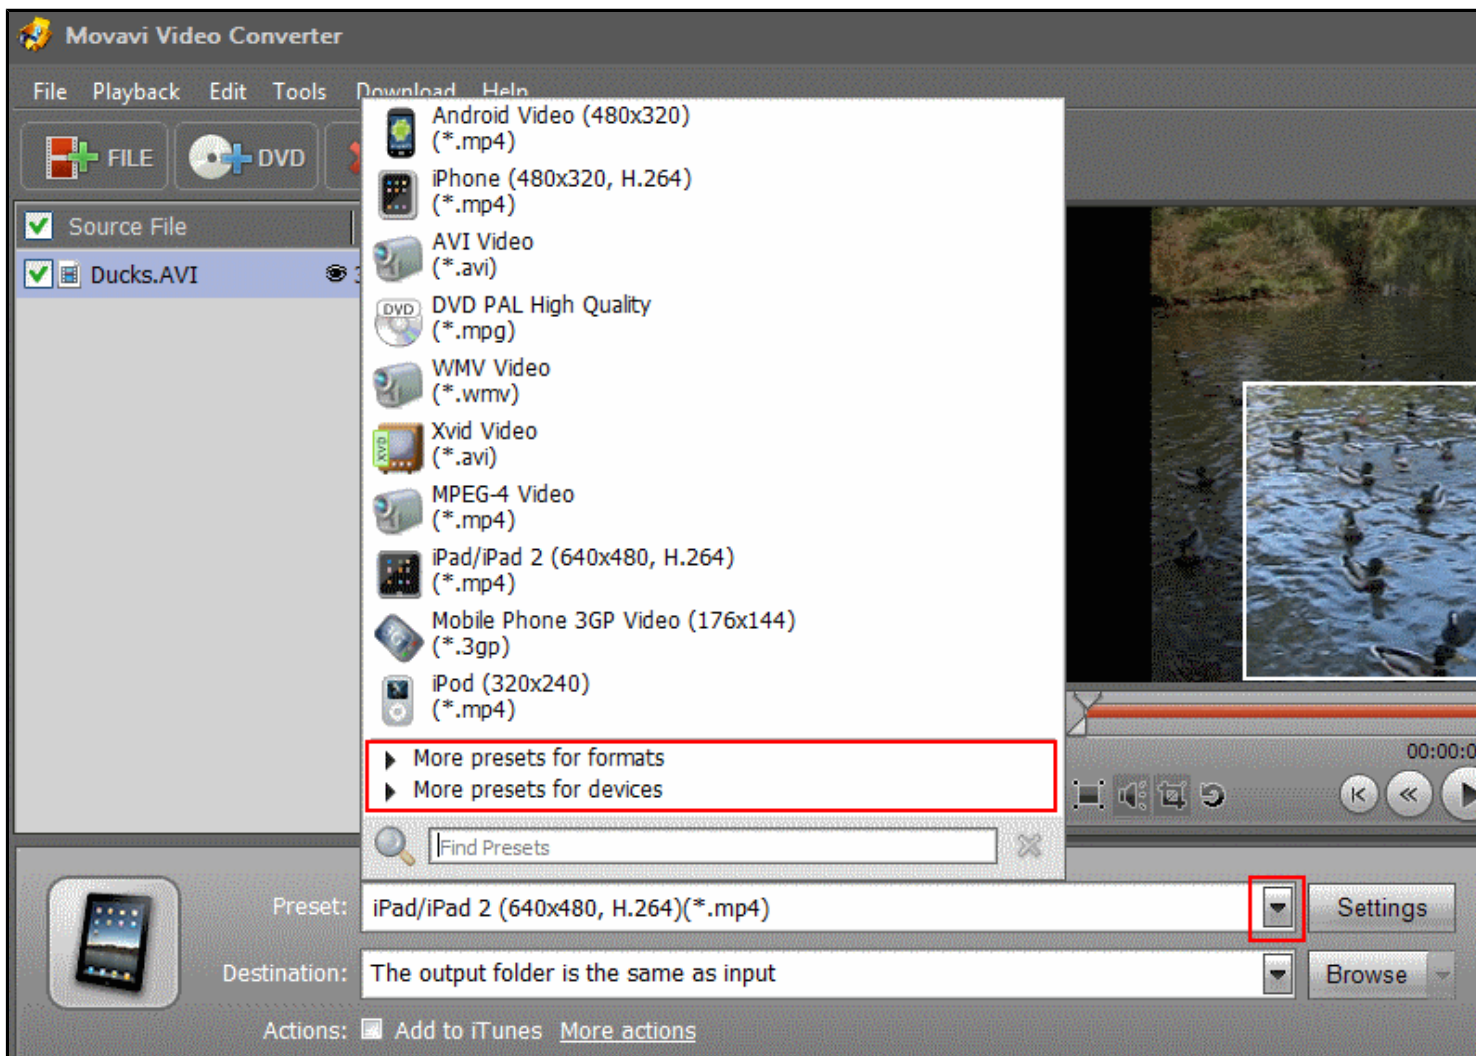 Movavi Video Converter
File Playback Edit Tools Download Help
FILE DVD
Source File
Ducks.AVI
Android Video (480x320)
(*.mp4)
iPhone (480x320, H.264)
(*.mp4)
AVI Video
(*.avi)
DVD PAL High Quality
(*.mpg)
WMV Video
(*.wmv)
Xvid Video
(*.avi)
MPEG-4 Video
(*.mp4)
iPad/iPad 2 (640x480, H.264)
(*.mp4)
Mobile Phone 3GP Video (176x144)
(*.3gp)
iPod (320x240)
(*.mp4)
More presets for formats
More presets for devices
Find Presets
00:00:0
Preset: iPad/iPad 2 (640x480, H.264)(*.mp4) Settings
Destination: The output folder is the same as input Browse
Actions: Add to iTunes More actions